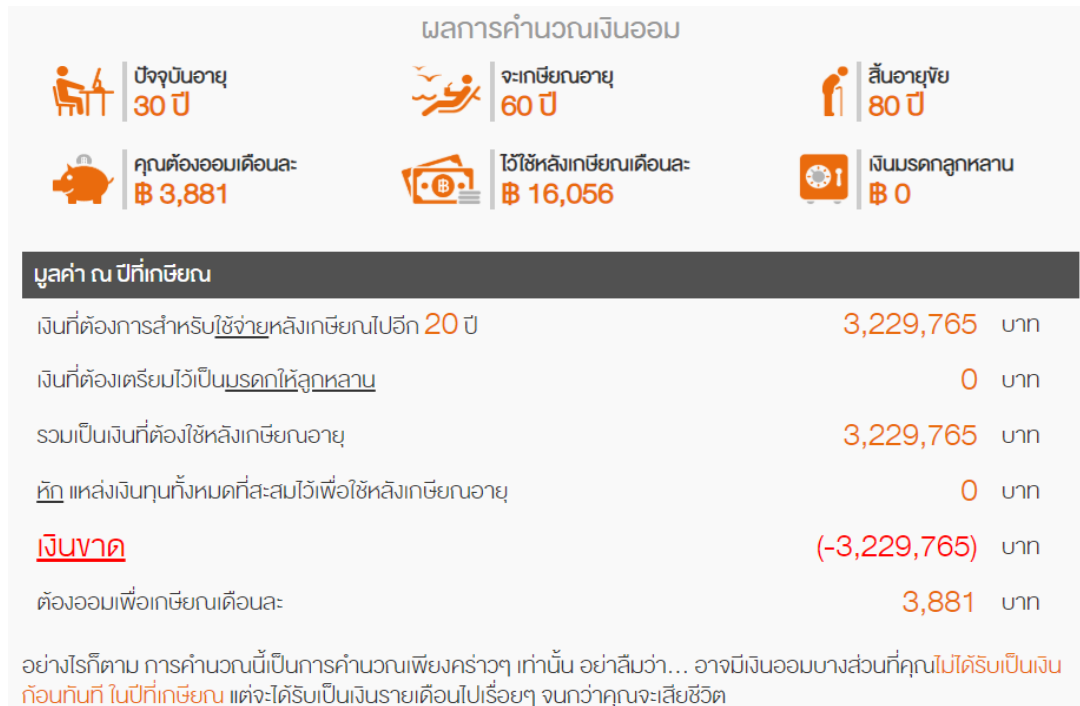 ผลการคำนวณเงินออม
ปัจจุบันอายุ
30 ปี
จะเกษียณอายุ
60 ปี
สิ้นอายุขัย
80 ปี
คุณต้องออมเดือนละ
฿ 3,881
ไว้ใช้หลังเกษียณเดือนละ
฿ 16,056
เงินมรดกลูกหลาน
฿ 0
มูลค่า ณ ปีที่เกษียณ
เงินที่ต้องการสำหรับใช้จ่ายหลังเกษียณไปอีก 20 ปี 3,229,765 บาท
เงินที่ต้องเตรียมไว้เป็นมรดกให้ลูกหลาน 0 บาท
รวมเป็นเงินที่ต้องใช้หลังเกษียณอายุ 3,229,765 บาท
หัก แหล่งเงินทุนทั้งหมดที่สะสมไว้เพื่อใช้หลังเกษียณอายุ 0 บาท
เงินขาด (-3,229,765) บาท
ต้องออมเพื่อเกษียณเดือนละ 3,881 บาท
อย่างไรก็ตาม การคำนวณนี้เป็นการคำนวณเพียงคร่าวๆ เท่านั้น อย่าลืมว่า... อาจมีเงินออมบางส่วนที่คุณไม่ได้รับเป็นเงิน
ก้อนทันที ในปีที่เกษียณ แต่จะได้รับเป็นเงินรายเดือนไปเรื่อยๆ จนกว่าคุณจะเสียชีวิต